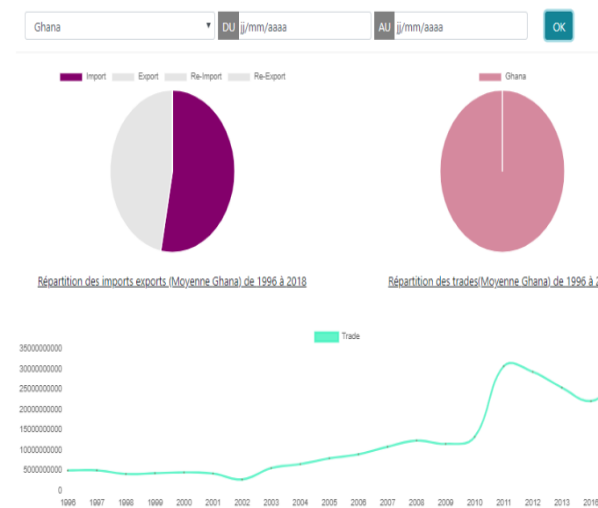 Ghana DU jj/mm/aaaa AU jj/mm/aaaa OK
Import Export Re-Import Re-Export
Ghana
Répartition des imports exports (Moyenne Ghana) de 1996 à 2018
Répartition des trades(Moyenne Ghana) de 1996 à 2
Trade
35000000000
30000000000
25000000000
20000000000
15000000000
10000000000
5000000000
0
1996 1997 1998 1999 2000 2001 2002 2003 2004 2005 2006 2007 2008 2009 2010 2011 2012 2013 2016